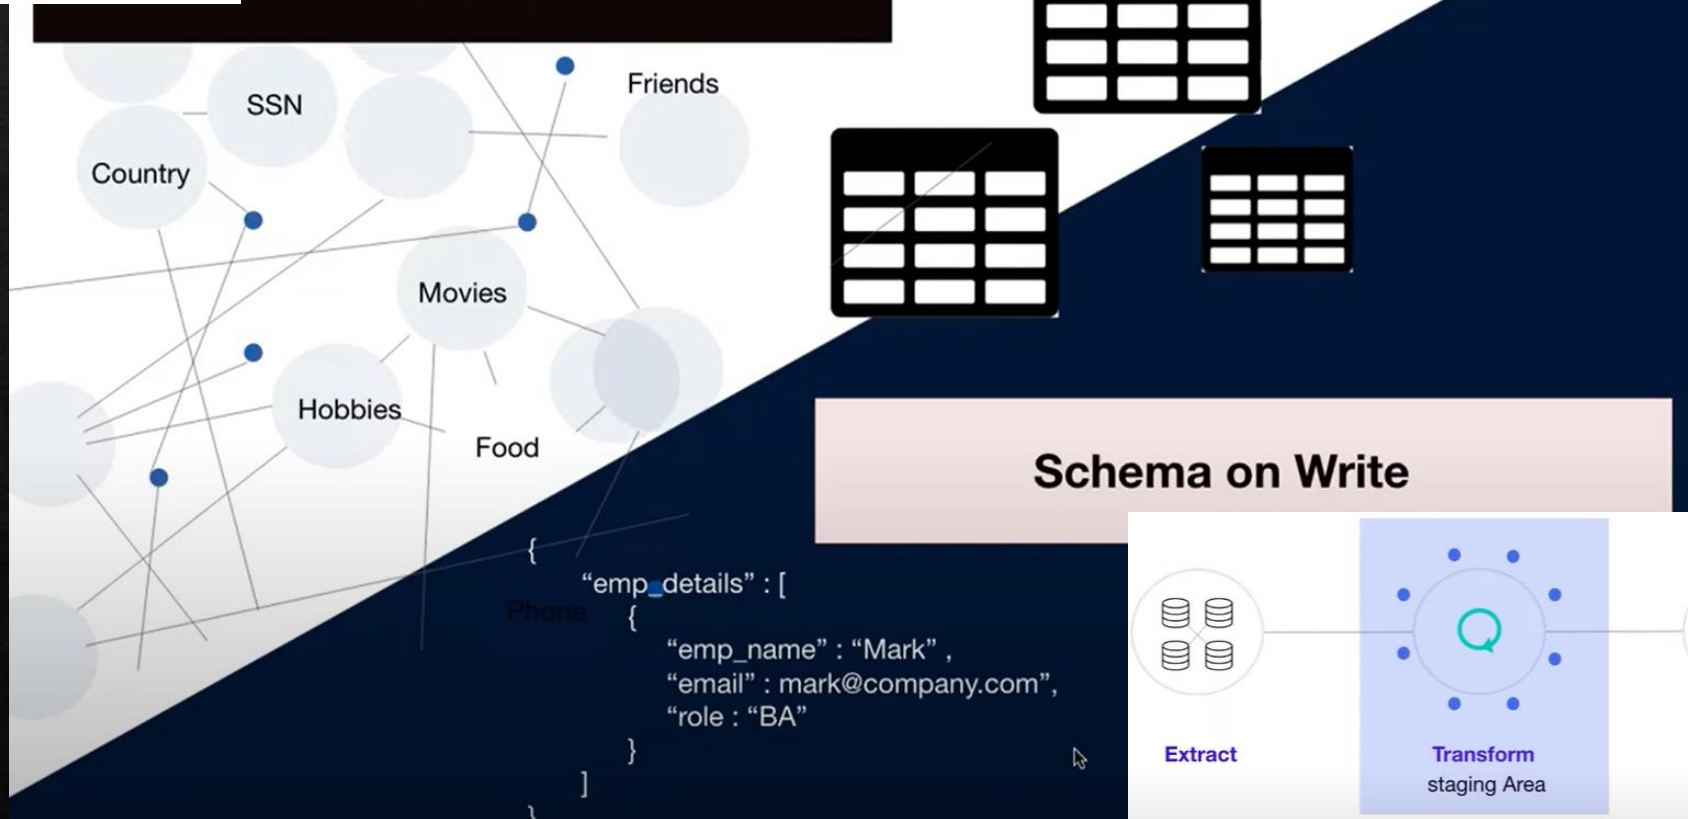 SSN
Friends
Country
Movies
Hobbies
Food
Schema on Write
{
“emp_details” : [
Phone
{
“emp_name” : “Mark” ,
“email” : mark@company.com”,
“role : “BA”
}
]
}
Extract
Transform
staging Area